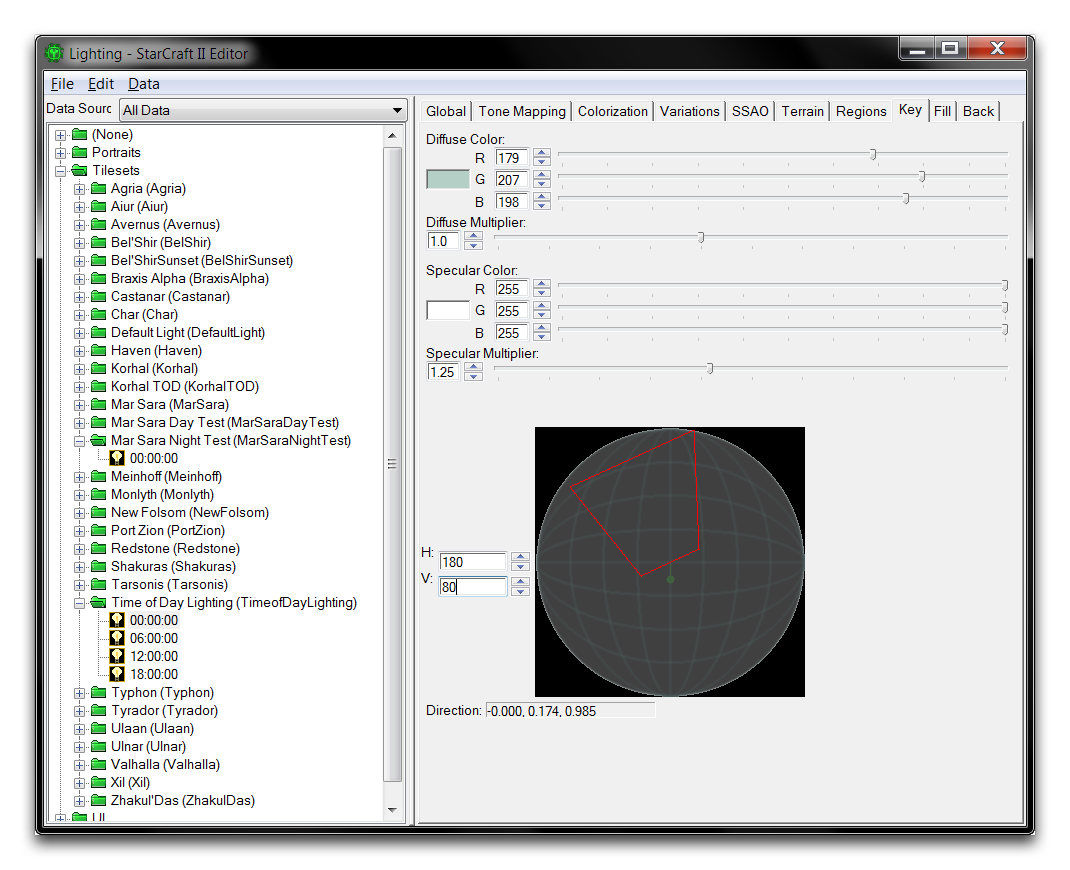 Lighting - StarCraft II Editor
File Edit Data
Data Sourc All Data
(None)
Portraits
Tilesets
Agria (Agria)
Aiur (Aiur)
Avernus (Avernus)
Bel'Shir (BelShir)
Bel'ShirSunset (BelShirSunset)
Braxis Alpha (BraxisAlpha)
Castanar (Castanar)
Char (Char)
Default Light (DefaultLight)
Haven (Haven)
Korhal (Korhal)
Korhal TOD (KorhalTOD)
Mar Sara (MarSara)
Mar Sara Day Test (MarSaraDayTest)
Mar Sara Night Test (MarSaraNightTest)
00:00:00
Meinhoff (Meinhoff)
Monlyth (Monlyth)
New Folsom (NewFolsom)
Port Zion (PortZion)
Redstone (Redstone)
Shakuras (Shakuras)
Tarsonis (Tarsonis)
Time of Day Lighting (TimeofDayLighting)
00:00:00
06:00:00
12:00:00
18:00:00
Typhon (Typhon)
Tyrador (Tyrador)
Ulaan (Ulaan)
Ulnar (Ulnar)
Valhalla (Valhalla)
Xil (Xil)
Zhakul'Das (ZhakulDas)
UI
Global Tone Mapping Colorization Variations SSAO Terrain Regions Key Fill Back
Diffuse Color:
R 179
G 207
B 198
Diffuse Multiplier:
1.0
Specular Color:
R 255
G 255
B 255
Specular Multiplier:
1.25
H: 180
V: 80
Direction: -0.000, 0.174, 0.985